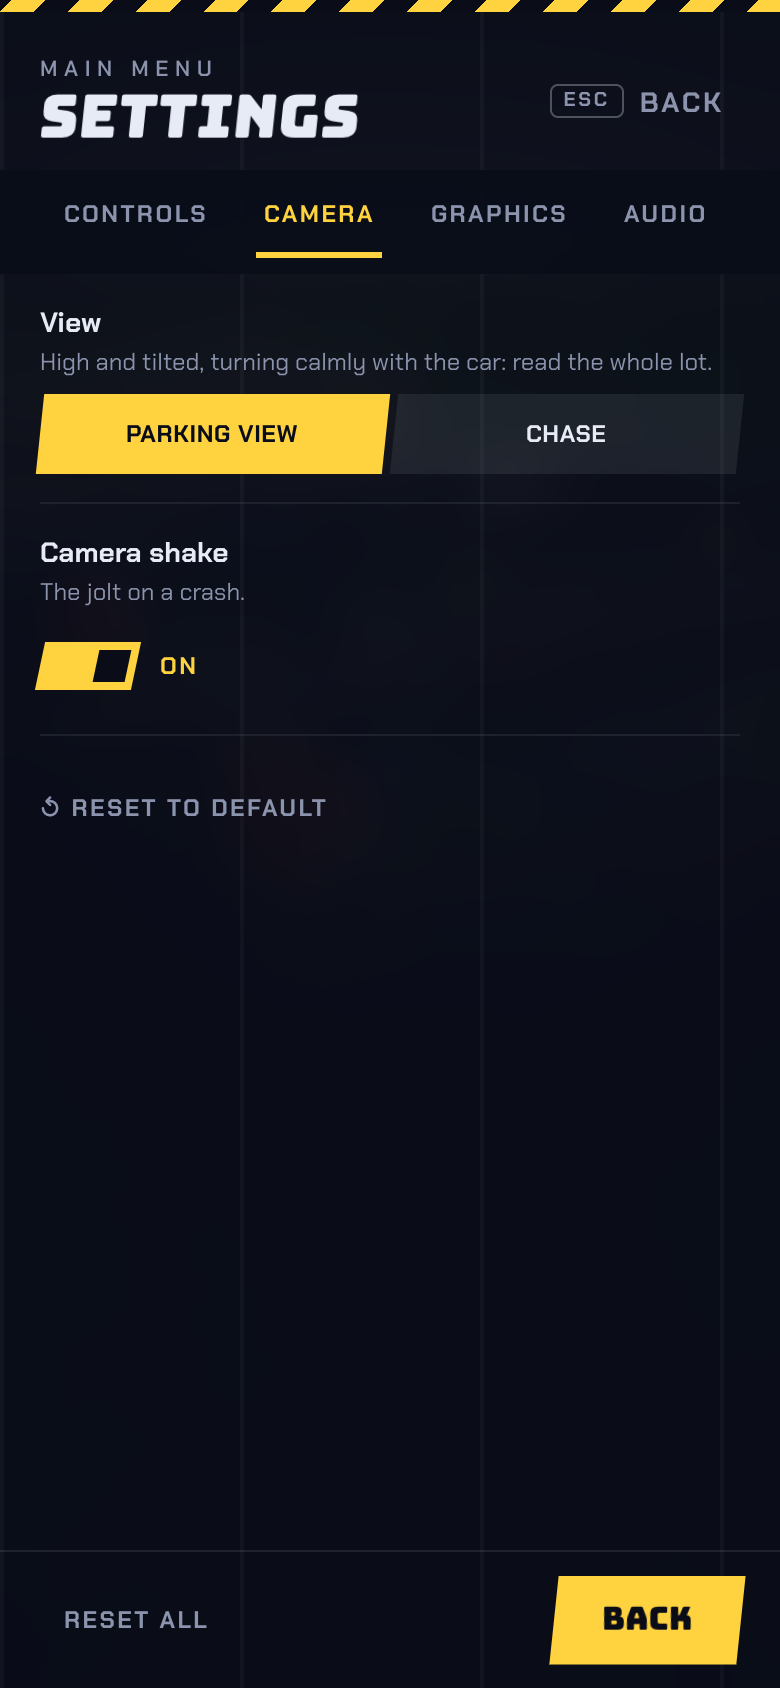 MAIN MENU
SETTINGS
ESC BACK
CONTROLS CAMERA GRAPHICS AUDIO
View
High and tilted, turning calmly with the car: read the whole lot.
PARKING VIEW CHASE
Camera shake
The jolt on a crash.
ON
RESET TO DEFAULT
RESET ALL BACK